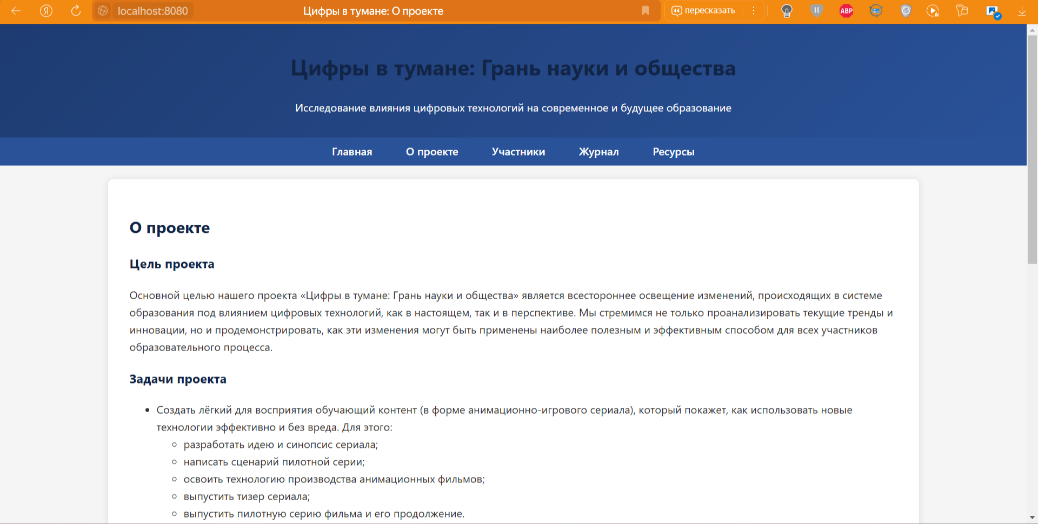 localhost:8080
Цифры в тумане: О проекте
пересказать
ABP
Цифры в тумане: Грань науки и общества
Исследование влияния цифровых технологий на современное и будущее образование
Главная О проекте Участники Журнал Ресурсы
О проекте
Цель проекта
Основной целью нашего проекта «Цифры в тумане: Грань науки и общества» является всестороннее освещение изменений, происходящих в системе
образования под влиянием цифровых технологий, как в настоящем, так и в перспективе. Мы стремимся не только проанализировать текущие тренды и
инновации, но и продемонстрировать, как эти изменения могут быть применены наиболее полезным и эффективным способом для всех участников
образовательного процесса.
Задачи проекта
Создать лёгкий для восприятия обучающий контент (в форме анимационно-игрового сериала), который покажет, как использовать новые
технологии эффективно и без вреда. Для этого:
разработать идею и синопсис сериала;
написать сценарий пилотной серии;
освоить технологию производства анимационных фильмов;
выпустить тизер сериала;
выпустить пилотную серию фильма и его продолжение.